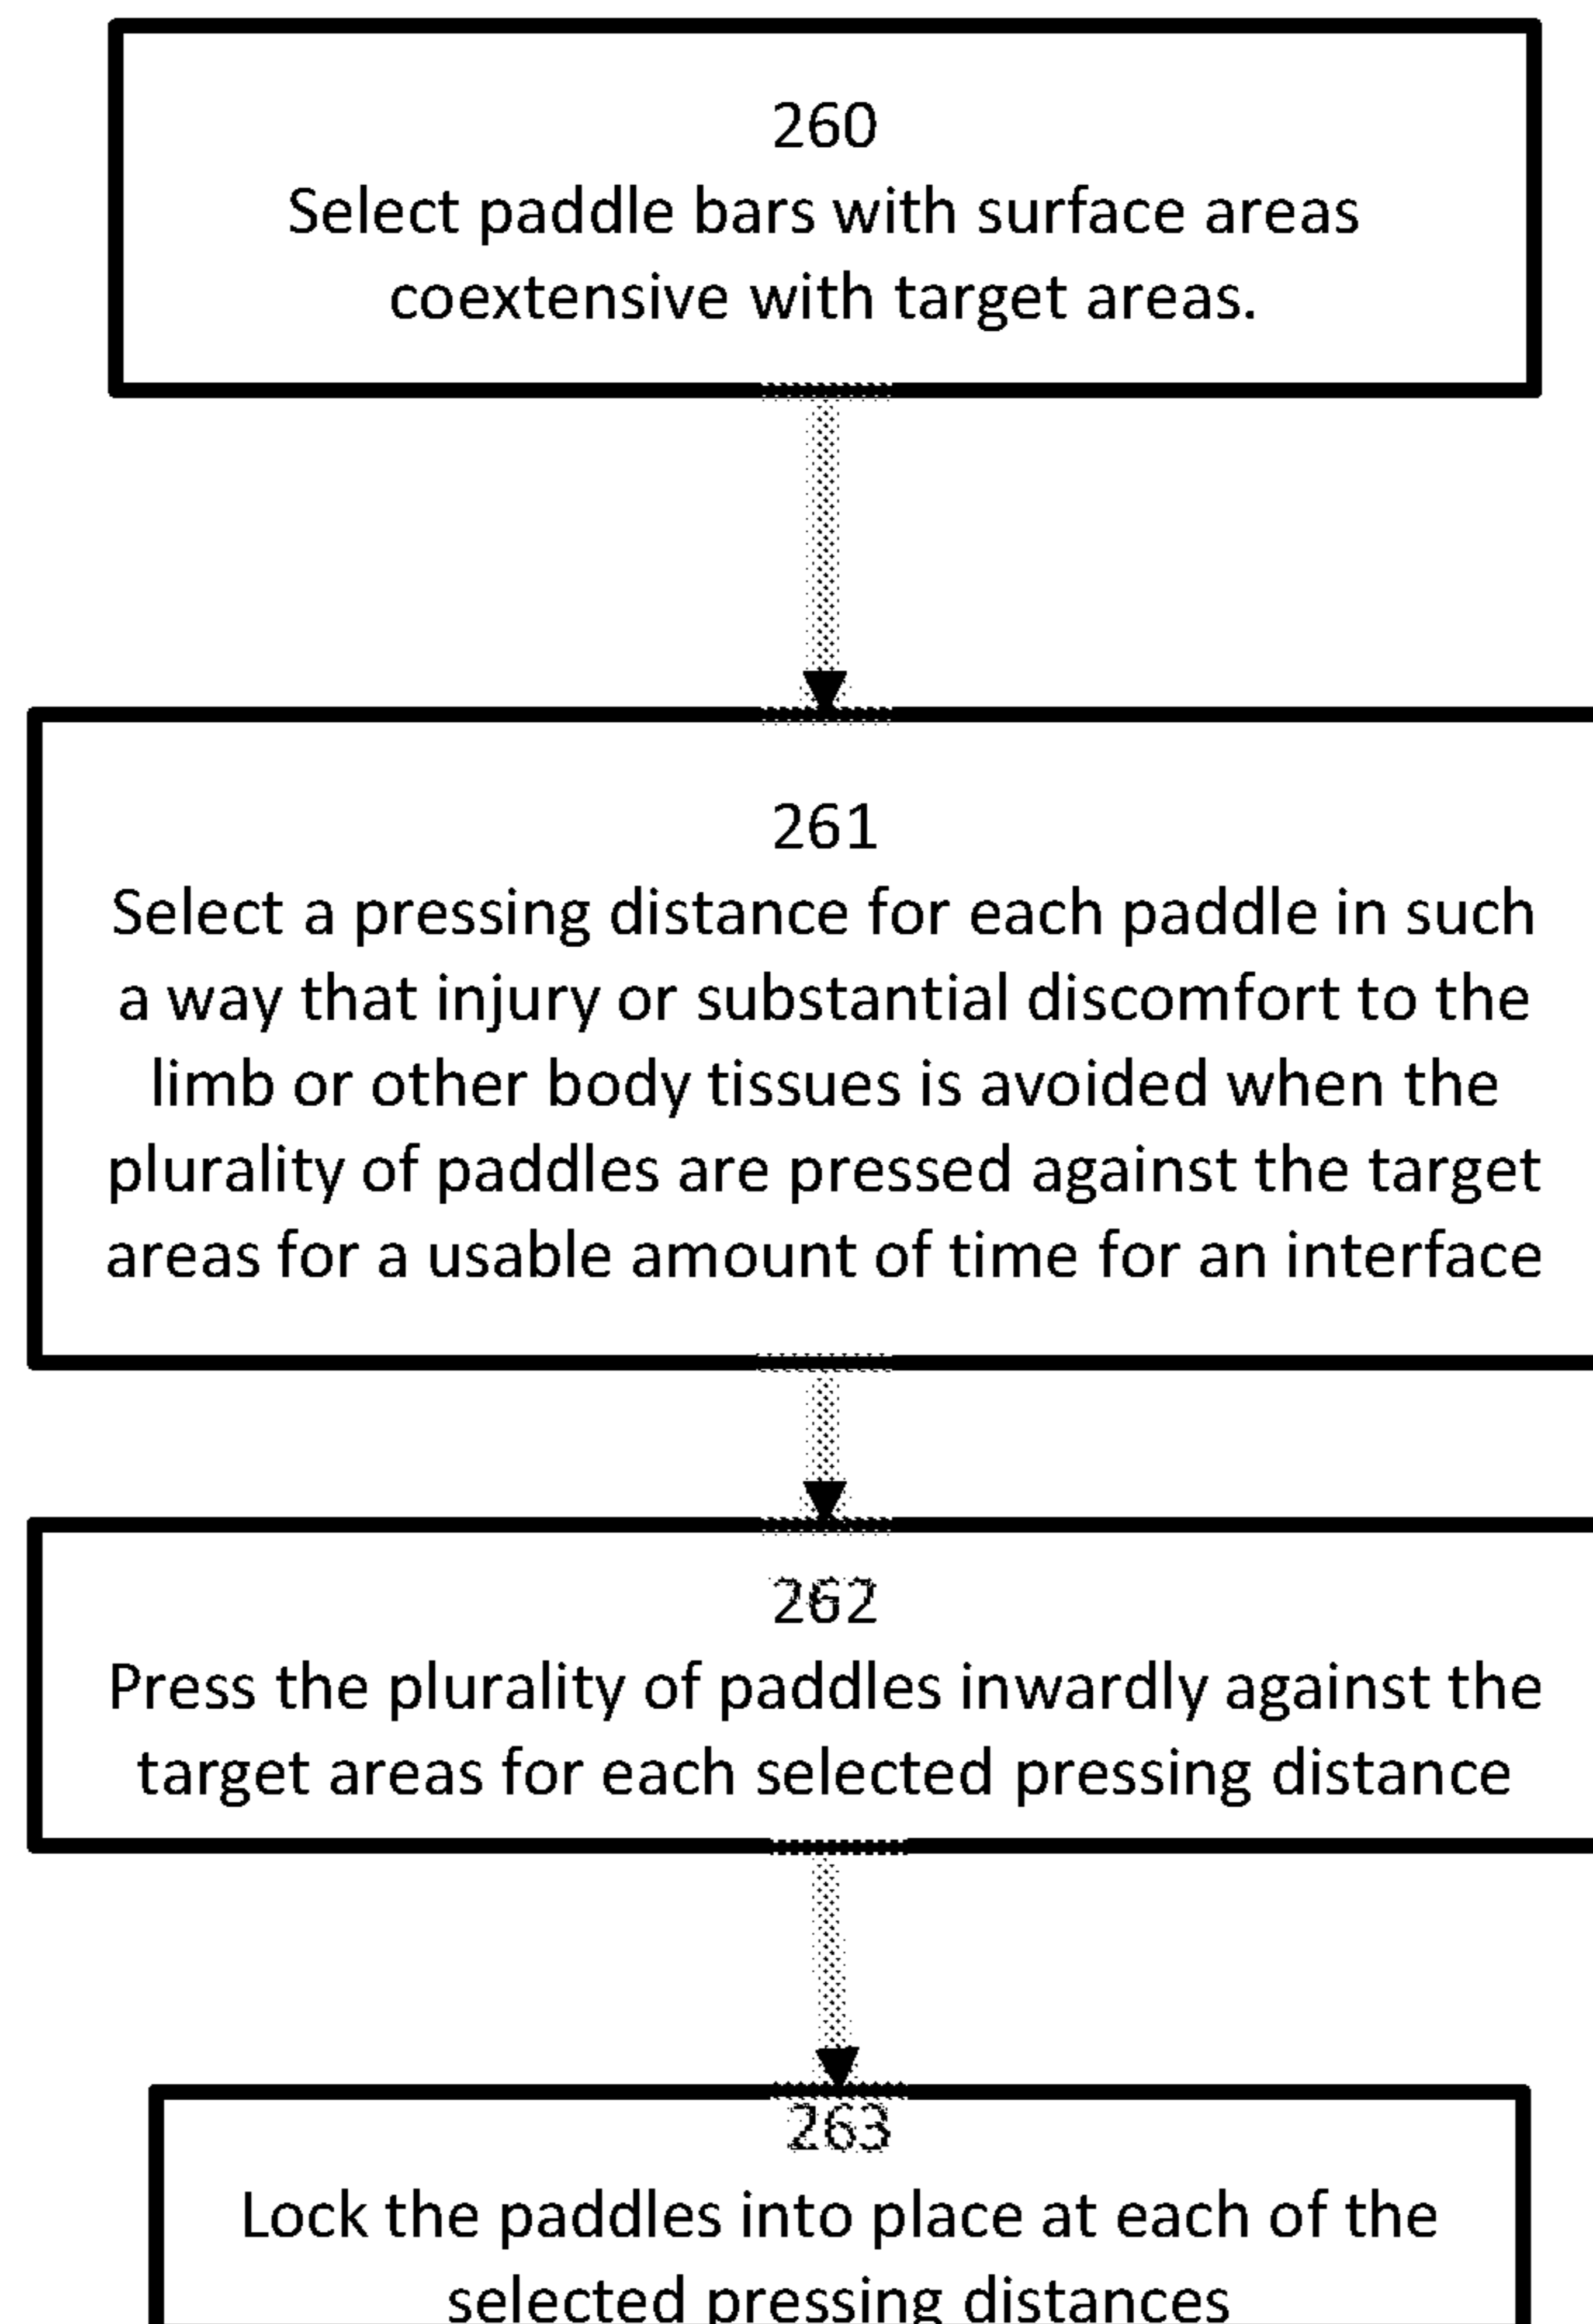 260
Select paddle bars with surface areas
coextensive with target areas.
261
Select a pressing distance for each paddle in such
a way that injury or substantial discomfort to the
limb or other body tissues is avoided when the
plurality of paddles are pressed against the target
areas for a usable amount of time for an interface
262
Press the plurality of paddles inwardly against the
target areas for each selected pressing distance
263
Lock the paddles into place at each of the
selected pressing distances